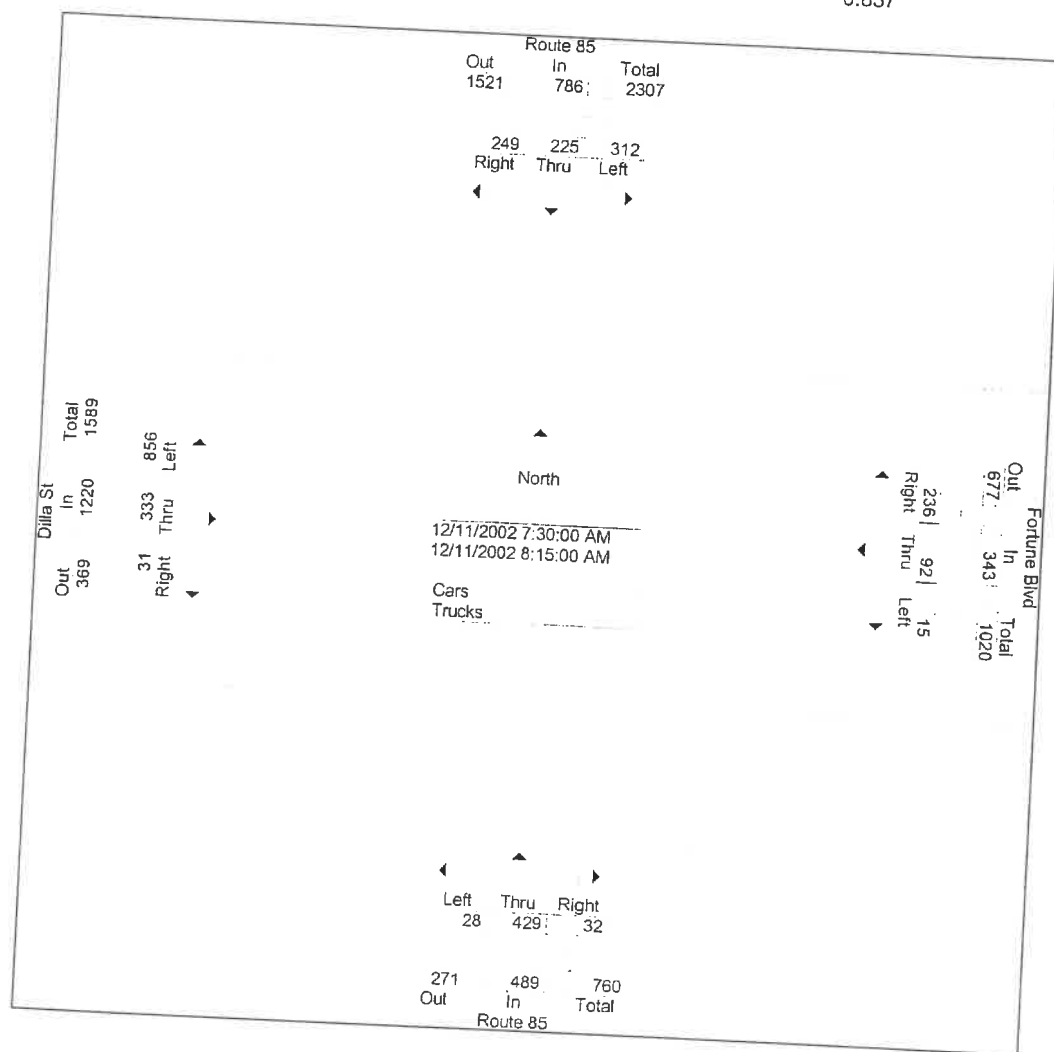 0.837
Route 85
Out In Total
1521 786 2307
249 225 312
Right Thru Left
Dilla St
Total In Out
1589 1220 369
856 333 31
Left Thru Right
North
12/11/2002 7:30:00 AM
12/11/2002 8:15:00 AM
Cars
Trucks
Fortune Blvd
Out In Total
677 343 1020
236 92 15
Right Thru Left
Left Thru Right
28 429 32
271 489 760
Out In Total
Route 85